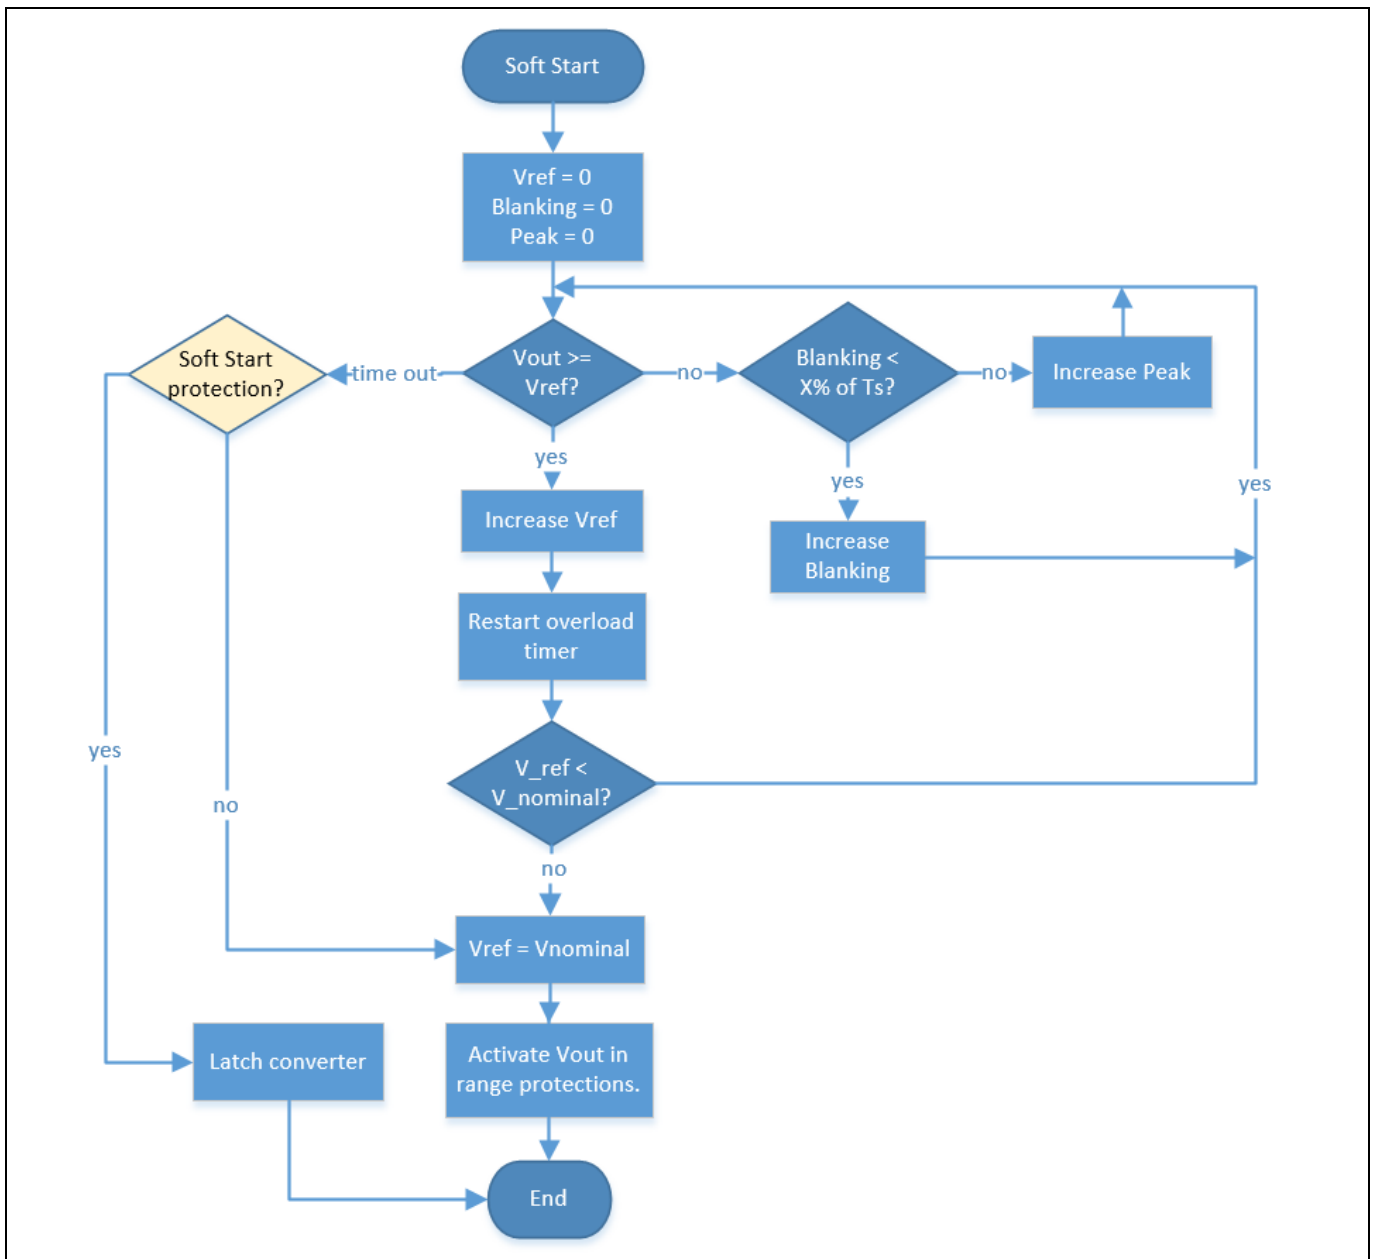 Soft Start
Vref = 0
Blanking = 0
Peak = 0
Soft Start
protection?
time out
Vout >=
Vref?
no
Blanking <
X% of Ts?
no
Increase Peak
yes
yes
yes
Increase Vref
Increase
Blanking
Restart overload
timer
yes
V_ref <
V_nominal?
no
no
Vref = Vnominal
Latch converter
Activate Vout in
range protections.
End